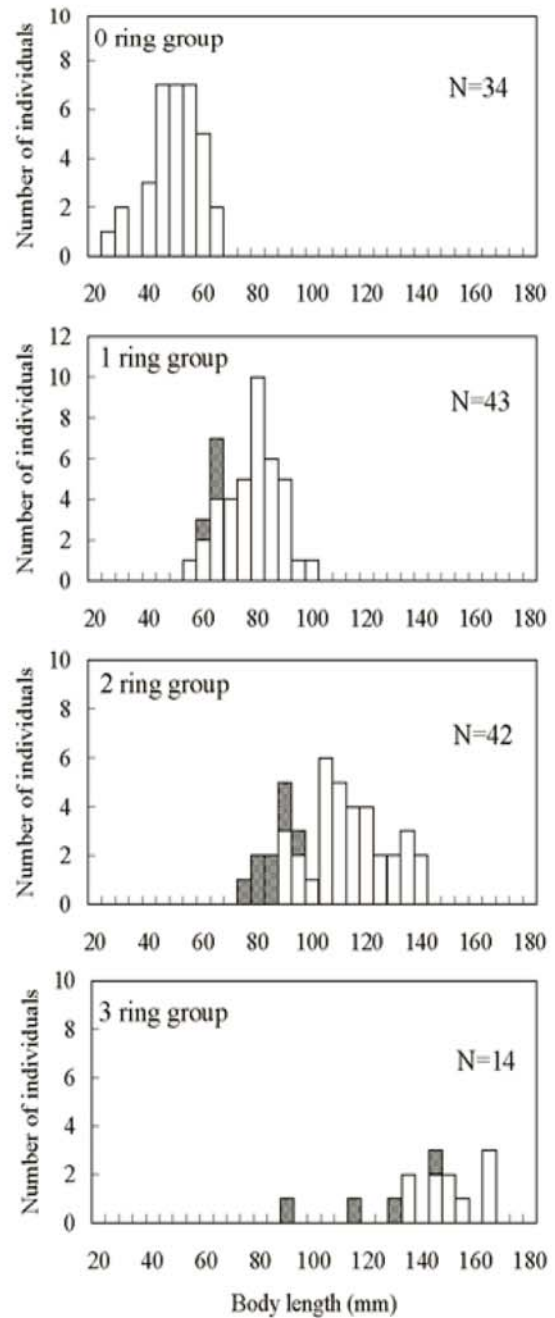 10
0 ring group
8
N=34
6
4
2
0
Number of individuals
20 40 60 80 100 120 140 160 180
12
1 ring group
10
N=43
8
6
4
2
0
Number of individuals
20 40 60 80 100 120 140 160 180
10
2 ring group
8
N=42
6
4
2
0
Number of individuals
20 40 60 80 100 120 140 160 180
10
3 ring group
8
N=14
6
4
2
0
Number of individuals
20 40 60 80 100 120 140 160 180
Body length (mm)